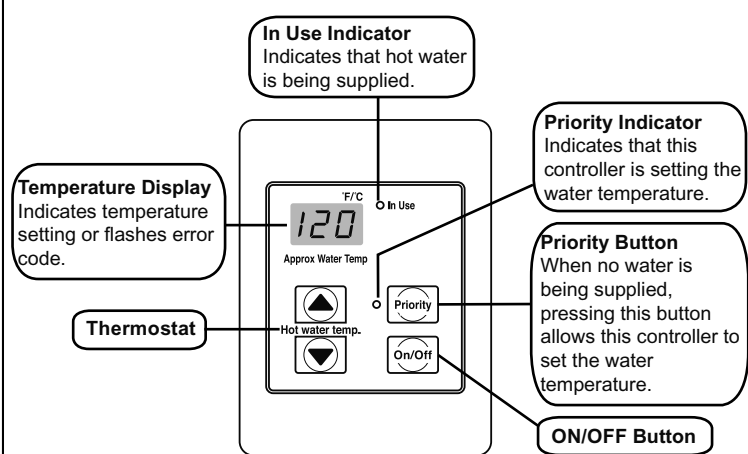 In Use Indicator
Indicates that hot water
is being supplied.
Priority Indicator
Indicates that this
controller is setting the
water temperature.
Temperature Display
Indicates temperature
setting or flashes error
code.
°F/°C
120
In Use
Approx Water Temp
Priority Button
When no water is
being supplied,
pressing this button
allows this controller to
set the water
temperature.
Thermostat
Hot water temp.
Priority
On/Off
ON/OFF Button